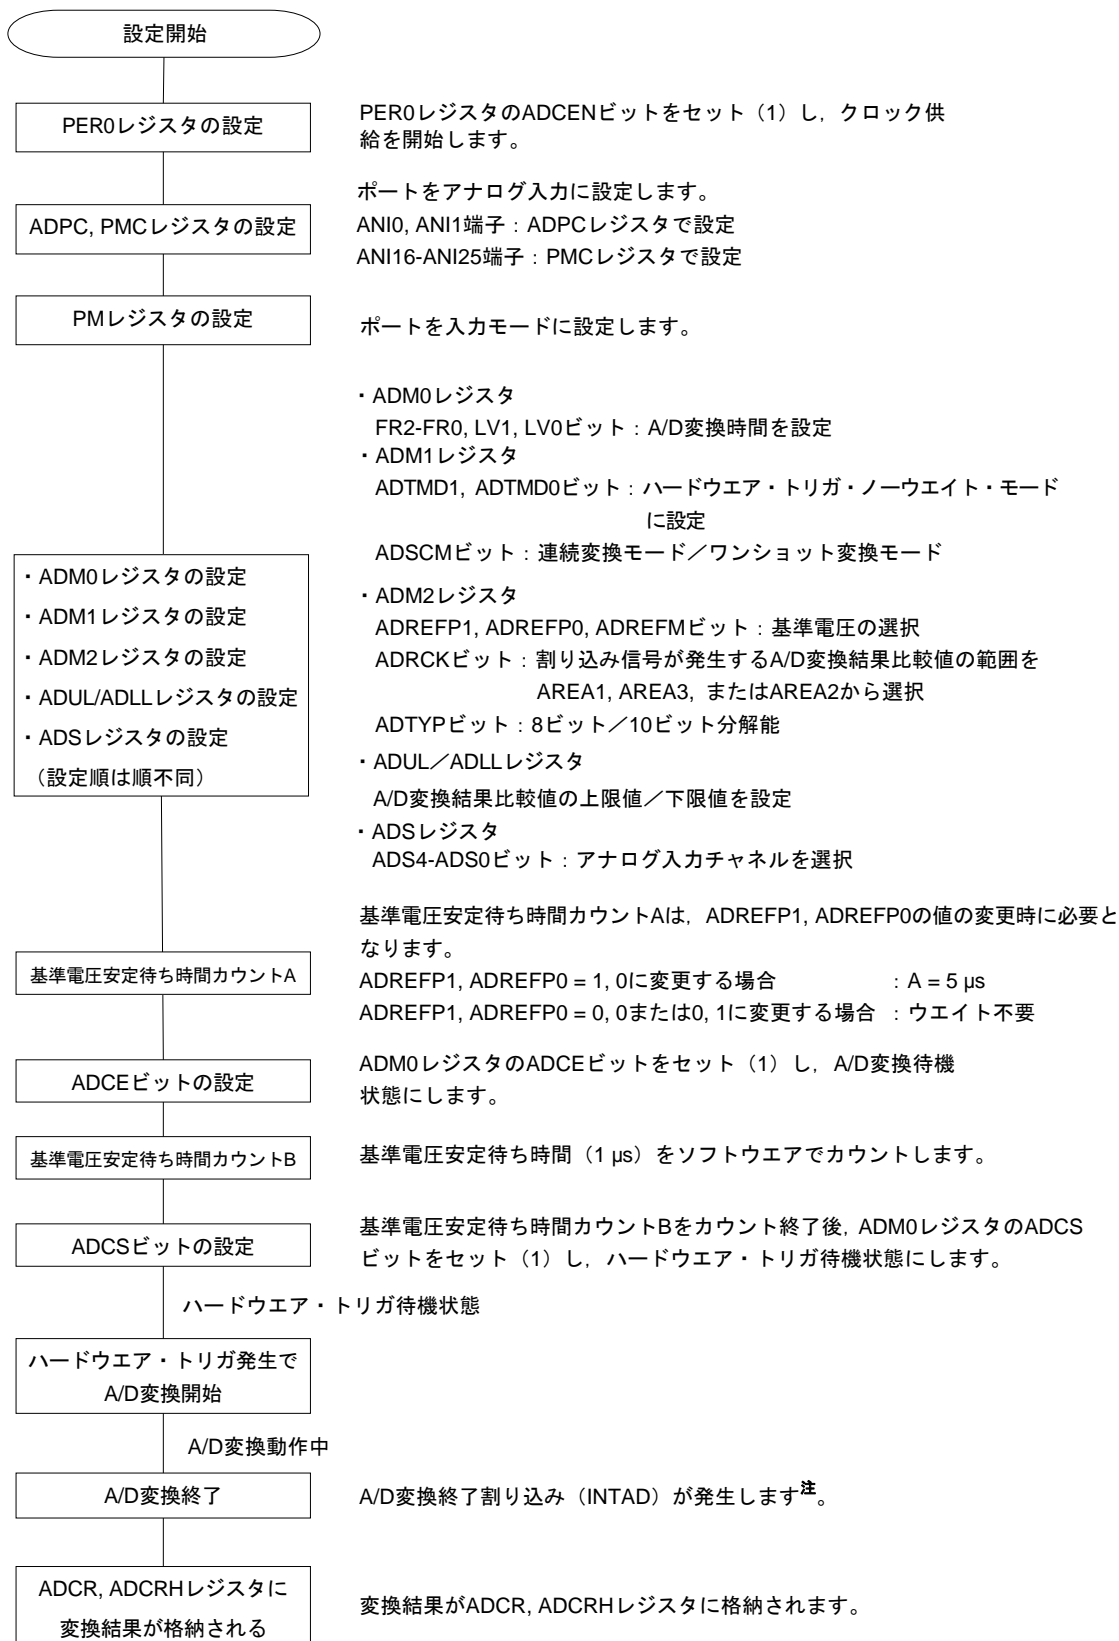 設定開始
PER0レジスタの設定
PER0レジスタのADCENビットをセット（1）し，クロック供
給を開始します。
ADPC, PMCレジスタの設定
ポートをアナログ入力に設定します。
ANI0, ANI1端子：ADPCレジスタで設定
ANI16-ANI25端子：PMCレジスタで設定
PMレジスタの設定
ポートを入力モードに設定します。
・ADM0レジスタの設定
・ADM1レジスタの設定
・ADM2レジスタの設定
・ADUL/ADLLレジスタの設定
・ADSレジスタの設定
（設定順は順不同）
・ADM0レジスタ
FR2-FR0, LV1, LV0ビット：A/D変換時間を設定
・ADM1レジスタ
ADTMD1, ADTMD0ビット：ハードウエア・トリガ・ノーウエイト・モード
に設定
ADSCMビット：連続変換モード／ワンショット変換モード
・ADM2レジスタ
ADREFP1, ADREFP0, ADREFMビット：基準電圧の選択
ADRCKビット：割り込み信号が発生するA/D変換結果比較値の範囲を
AREA1, AREA3, またはAREA2から選択
ADTYPビット：8ビット／10ビット分解能
・ADUL／ADLLレジスタ
A/D変換結果比較値の上限値／下限値を設定
・ADSレジスタ
ADS4-ADS0ビット：アナログ入力チャネルを選択
基準電圧安定待ち時間カウントA
基準電圧安定待ち時間カウントAは，ADREFP1, ADREFP0の値の変更時に必要と
なります。
ADREFP1, ADREFP0 = 1, 0に変更する場合 ：A = 5 µs
ADREFP1, ADREFP0 = 0, 0または0, 1に変更する場合 ：ウエイト不要
ADCEビットの設定
ADM0レジスタのADCEビットをセット（1）し，A/D変換待機
状態にします。
基準電圧安定待ち時間カウントB
基準電圧安定待ち時間（1 µs）をソフトウエアでカウントします。
ADCSビットの設定
基準電圧安定待ち時間カウントBをカウント終了後，ADM0レジスタのADCS
ビットをセット（1）し，ハードウエア・トリガ待機状態にします。
ハードウエア・トリガ待機状態
ハードウエア・トリガ発生で
A/D変換開始
A/D変換動作中
A/D変換終了
A/D変換終了割り込み（INTAD）が発生します注。
ADCR, ADCRHレジスタに
変換結果が格納される
変換結果がADCR, ADCRHレジスタに格納されます。